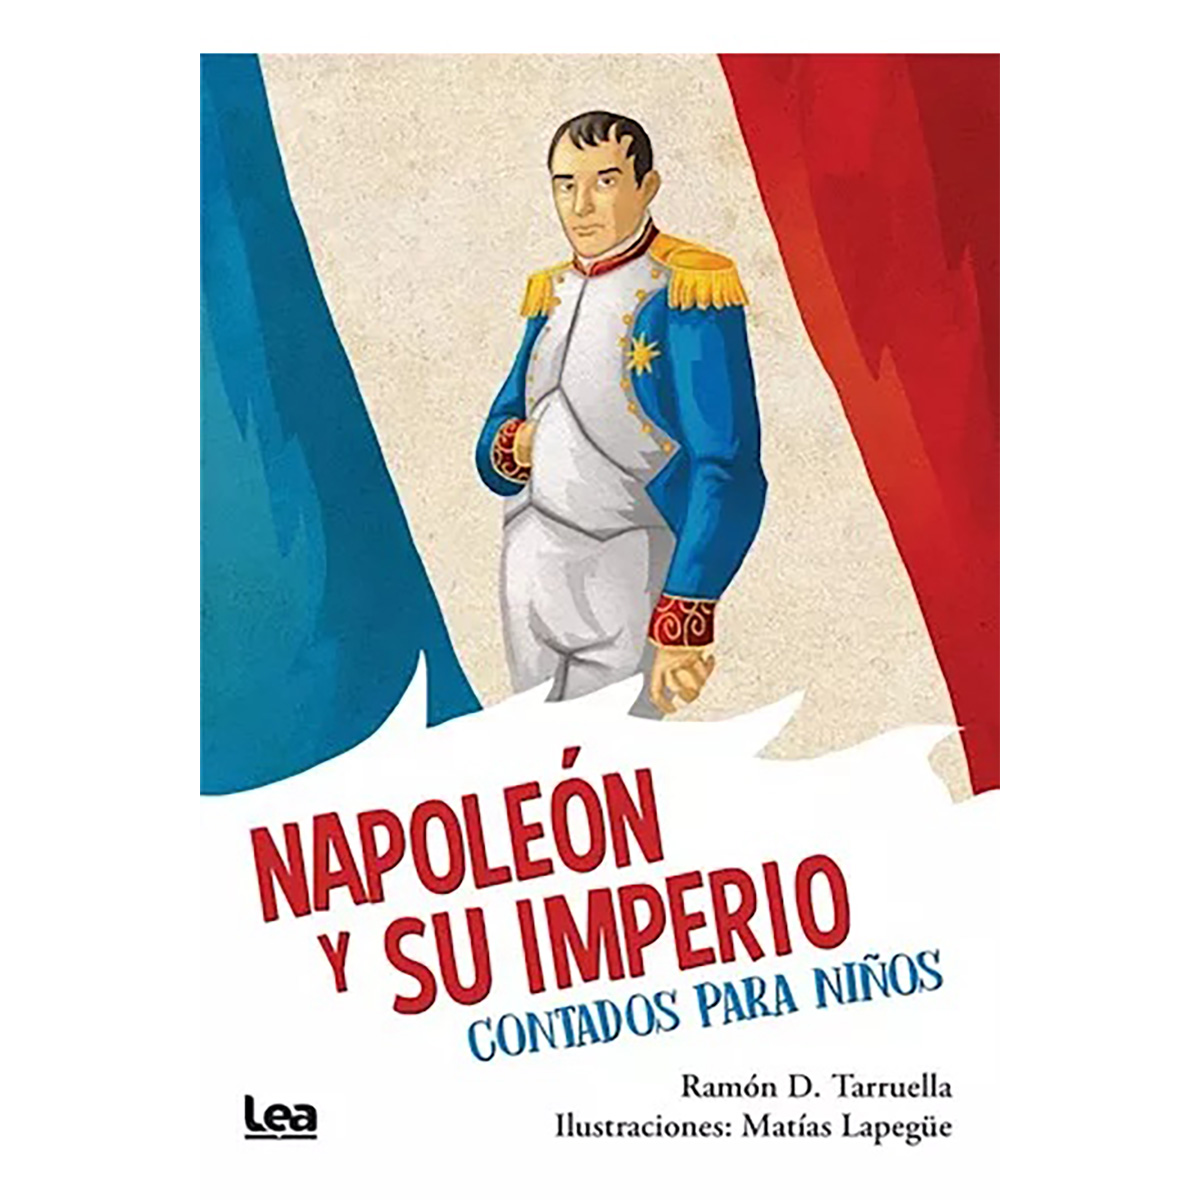 NAPOLEÓN
Y SU IMPERIO
CONTADOS PARA NIÑOS
Ramón D. Tarruella
Ilustraciones: Matías Lapegüe
Lea